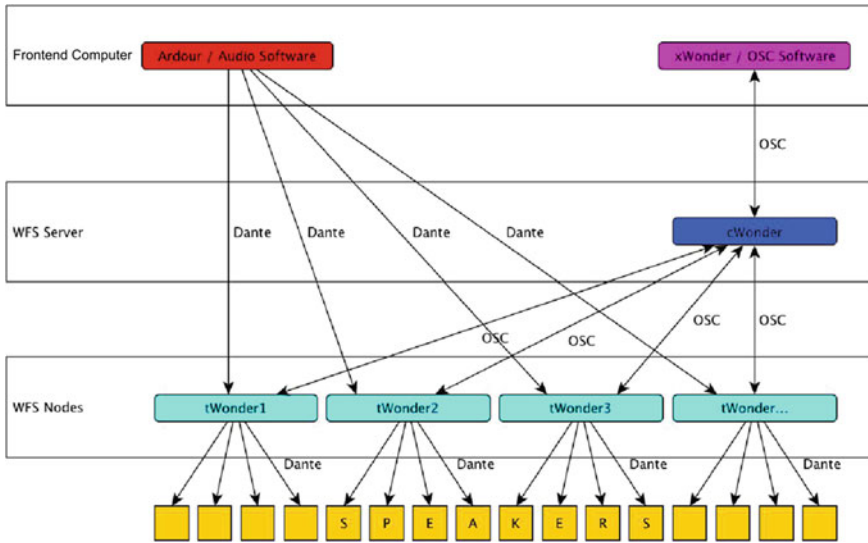 Frontend Computer
Ardour / Audio Software
xWonder / OSC Software
OSC
WFS Server
Dante
Dante
Dante
Dante
cWonder
OSC
OSC
OSC
OSC
WFS Nodes
tWonder1
tWonder2
tWonder3
tWonder...
Dante
Dante
Dante
Dante
S P E A K E R S